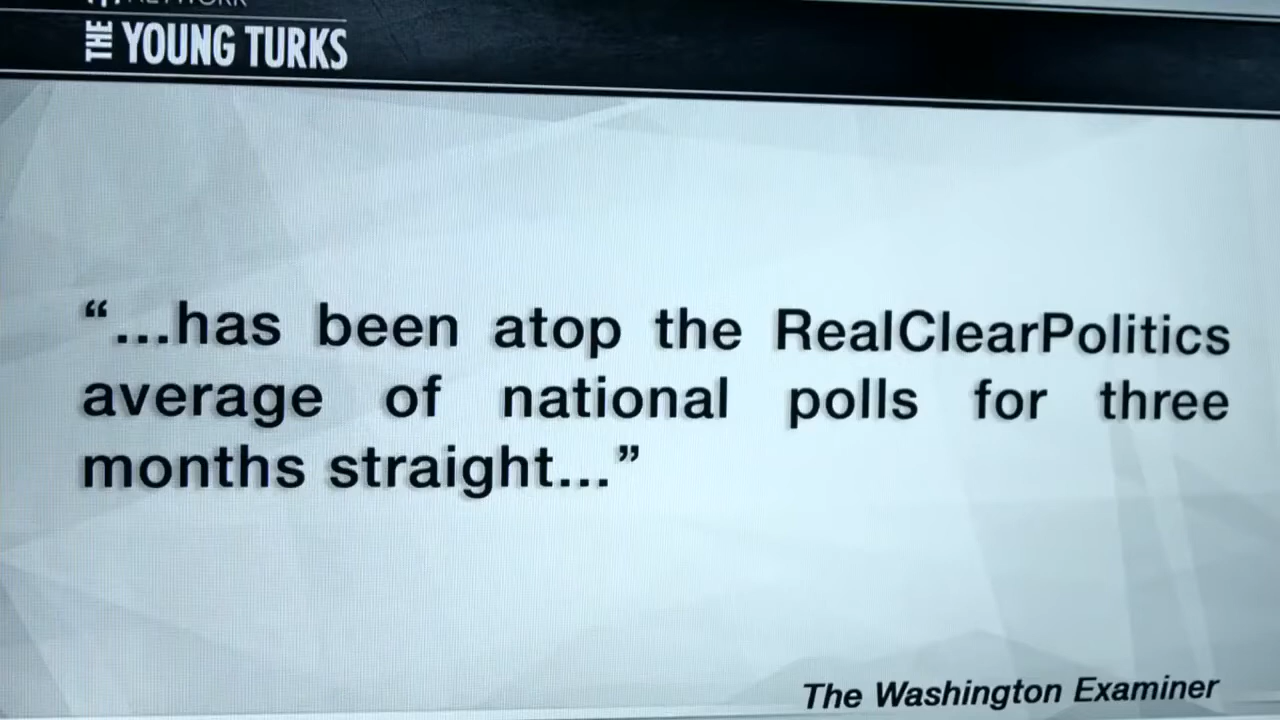 THE YOUNG TURKS
“...has been atop the RealClearPolitics
average of national polls for three
months straight...”
The Washington Examiner